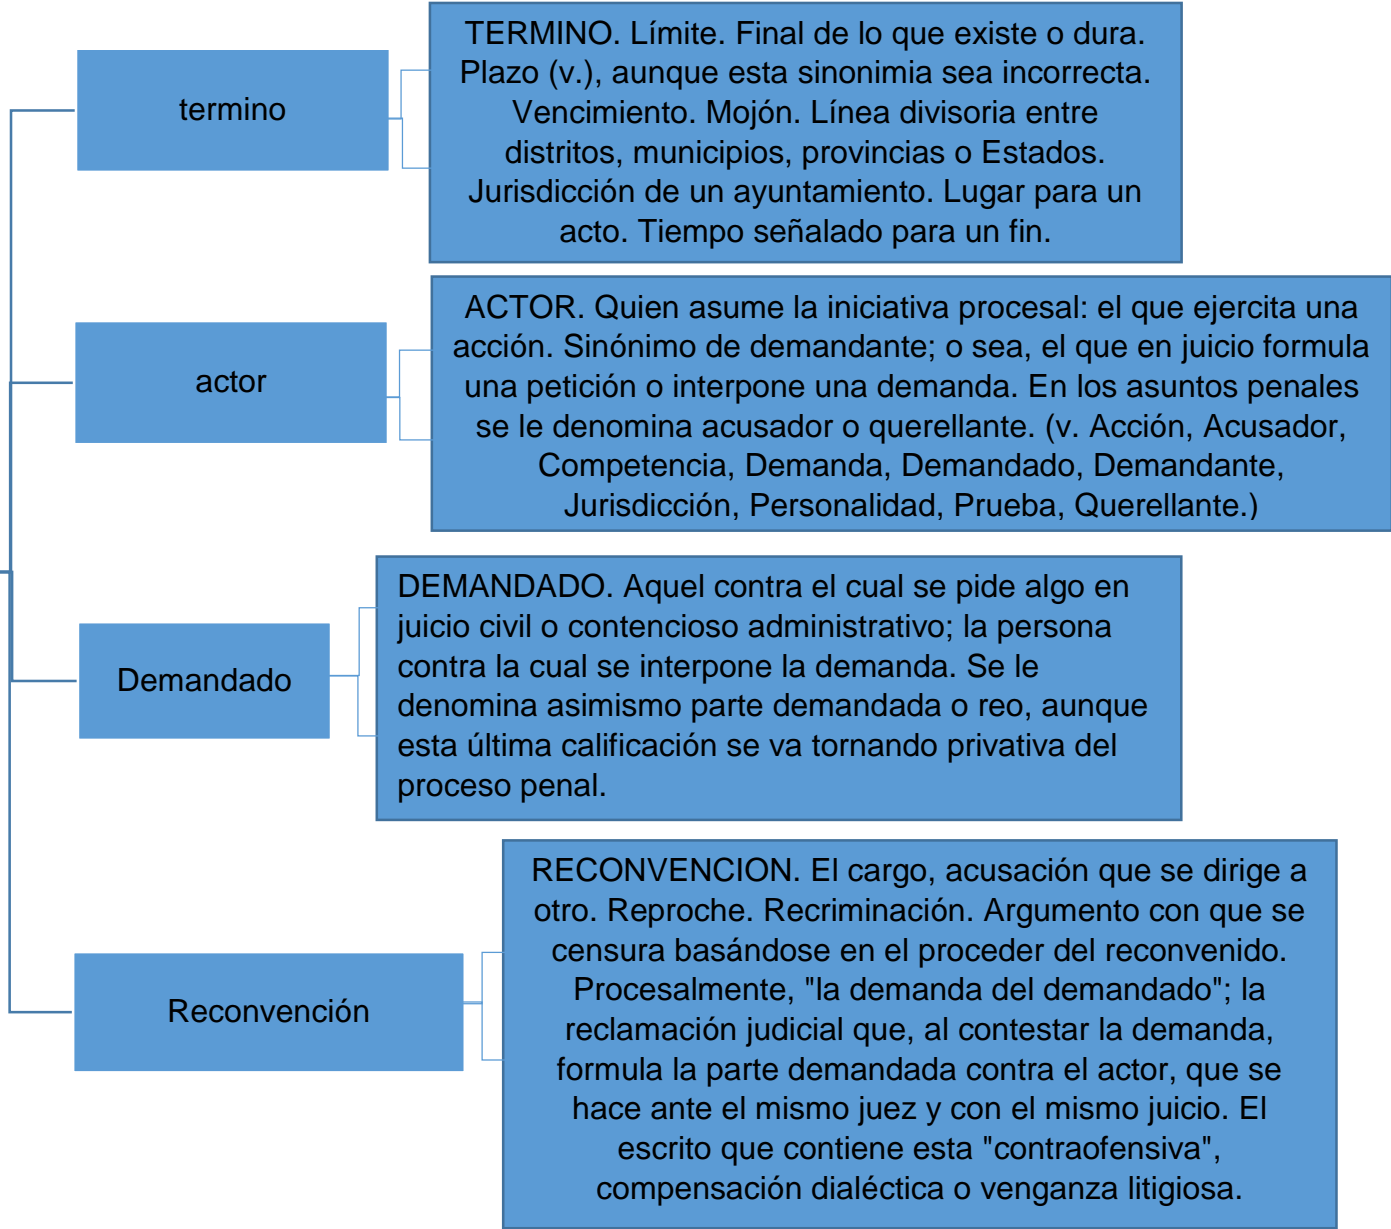 termino
TERMINO. Límite. Final de lo que existe o dura.
Plazo (v.), aunque esta sinonimia sea incorrecta.
Vencimiento. Mojón. Línea divisoria entre
distritos, municipios, provincias o Estados.
Jurisdicción de un ayuntamiento. Lugar para un
acto. Tiempo señalado para un fin.
actor
ACTOR. Quien asume la iniciativa procesal: el que ejercita una
acción. Sinónimo de demandante; o sea, el que en juicio formula
una petición o interpone una demanda. En los asuntos penales
se le denomina acusador o querellante. (v. Acción, Acusador,
Competencia, Demanda, Demandado, Demandante,
Jurisdicción, Personalidad, Prueba, Querellante.)
Demandado
DEMANDADO. Aquel contra el cual se pide algo en
juicio civil o contencioso administrativo; la persona
contra la cual se interpone la demanda. Se le
denomina asimismo parte demandada o reo, aunque
esta última calificación se va tornando privativa del
proceso penal.
Reconvención
RECONVENCION. El cargo, acusación que se dirige a
otro. Reproche. Recriminación. Argumento con que se
censura basándose en el proceder del reconvenido.
Procesalmente, "la demanda del demandado"; la
reclamación judicial que, al contestar la demanda,
formula la parte demandada contra el actor, que se
hace ante el mismo juez y con el mismo juicio. El
escrito que contiene esta "contraofensiva",
compensación dialéctica o venganza litigiosa.